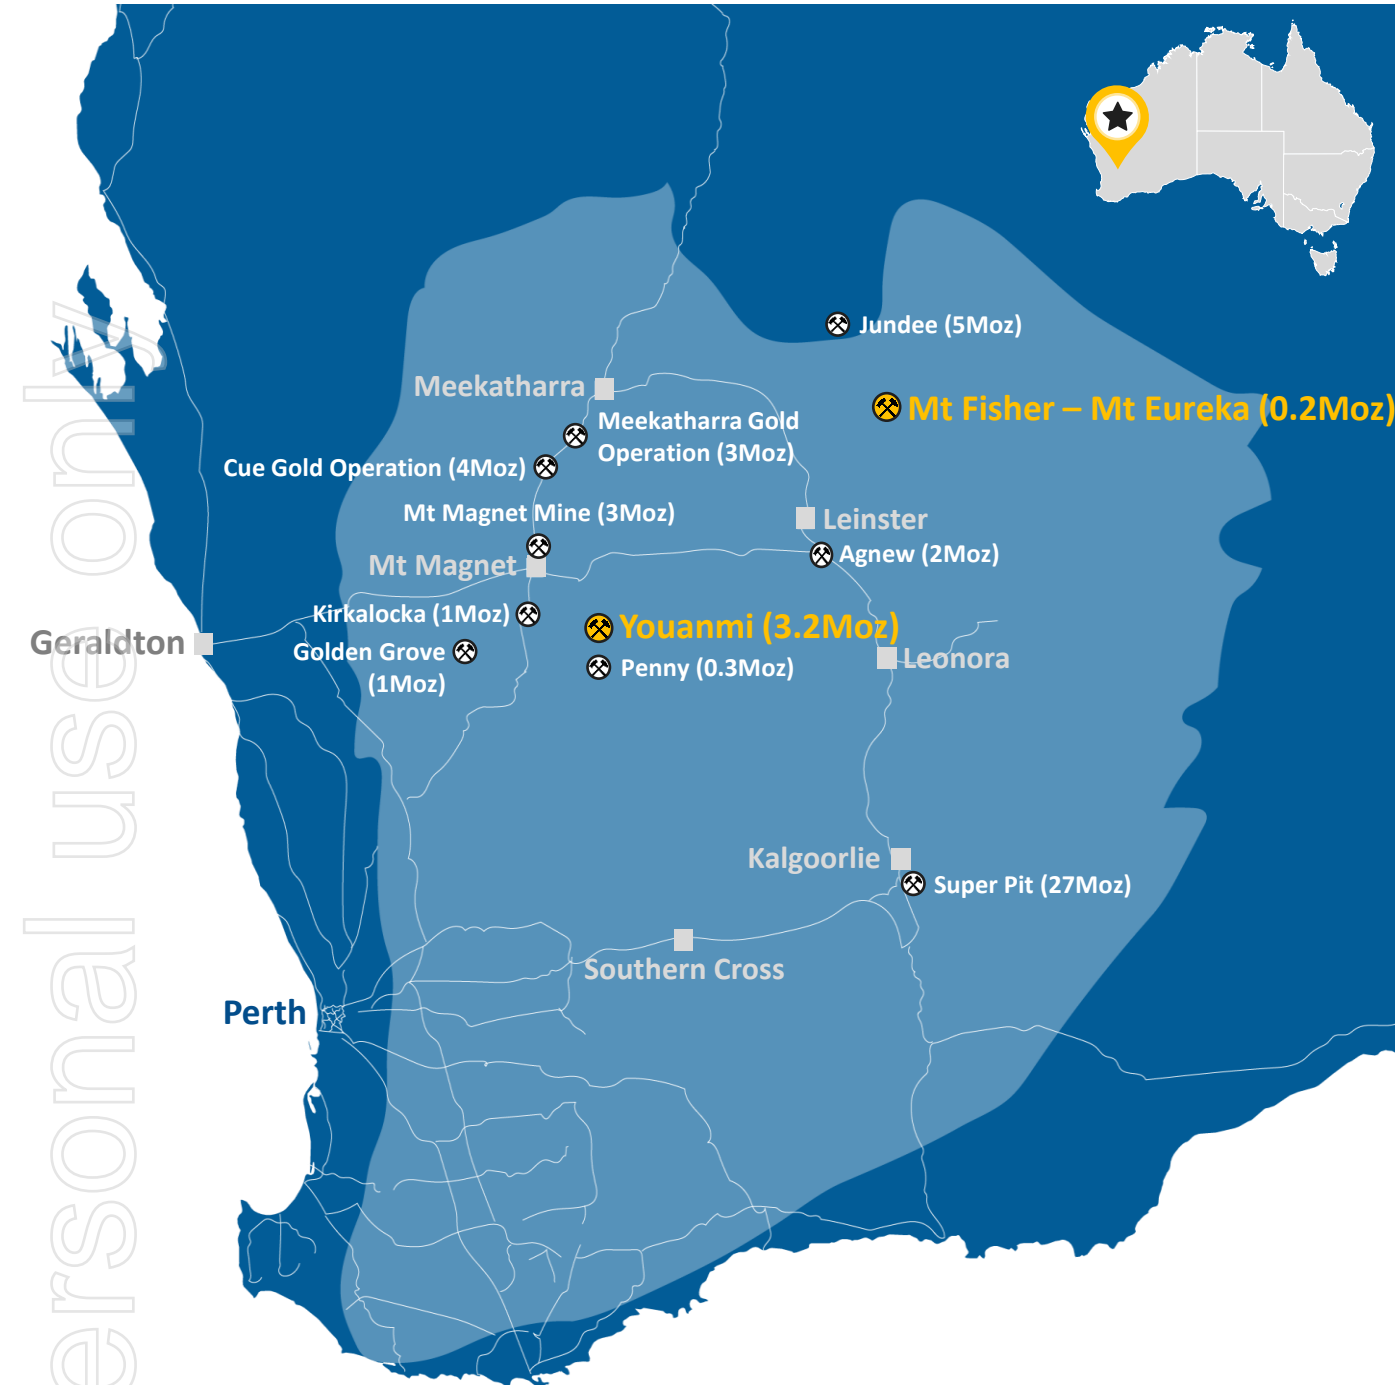 Jundee (5Moz)
Meekatharra
Mt Fisher – Mt Eureka (0.2Moz)
Meekatharra Gold
Operation (3Moz)
Cue Gold Operation (4Moz)
Mt Magnet Mine (3Moz)
Leinster
Agnew (2Moz)
Mt Magnet
Kirkalocka (1Moz)
Youanmi (3.2Moz)
Geraldton
Golden Grove
(1Moz)
Penny (0.3Moz)
Leonora
Kalgoorlie
Super Pit (27Moz)
Southern Cross
Perth
ersonal use only